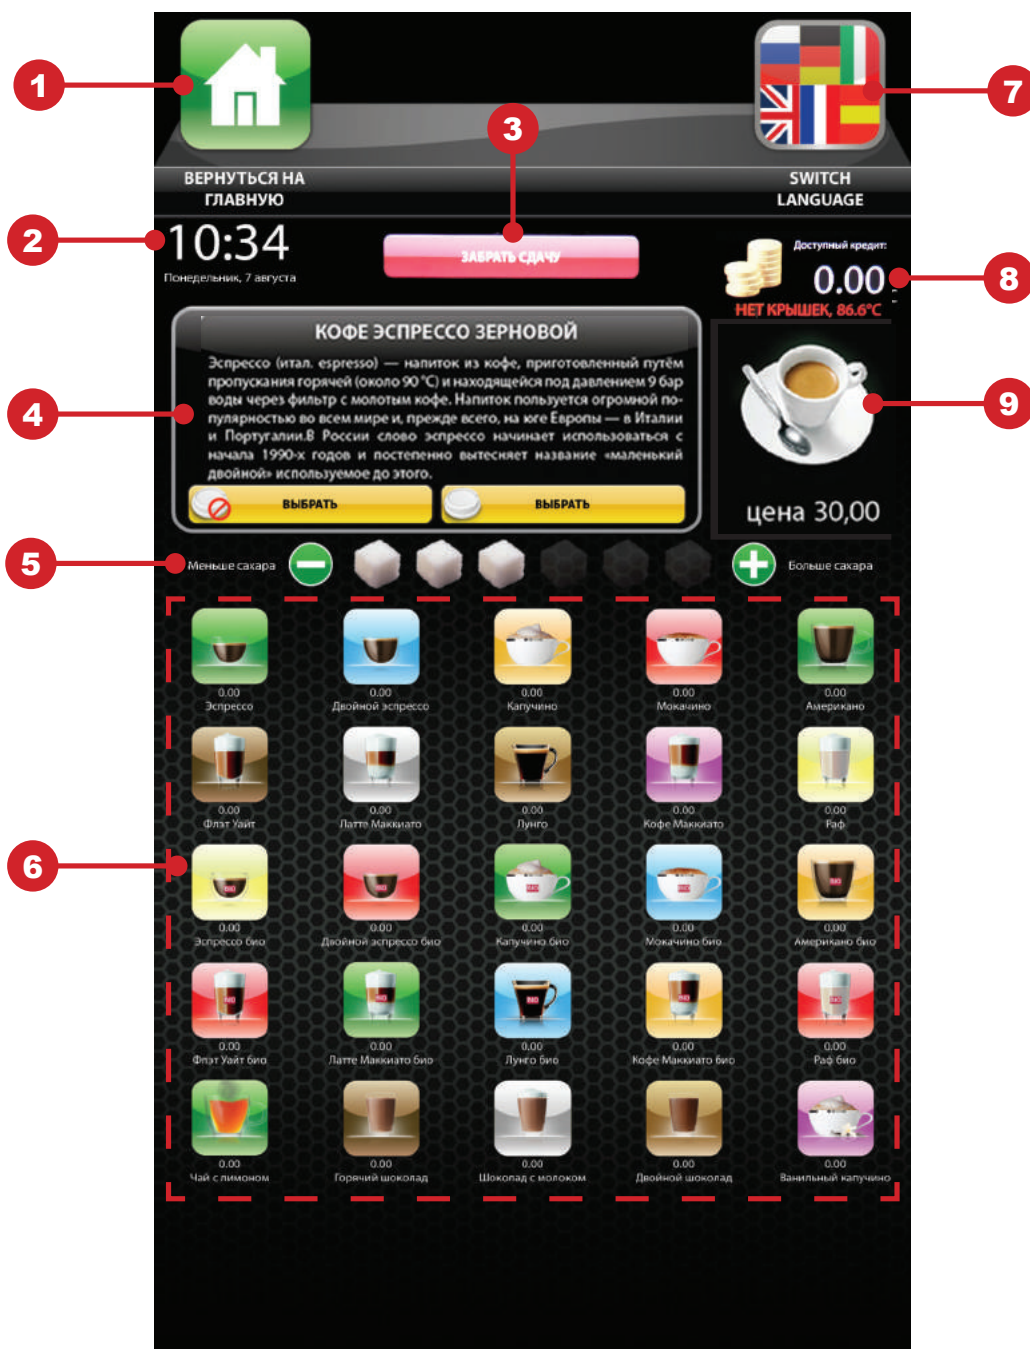 1
ВЕРНУТЬСЯ НА
ГЛАВНУЮ
7
SWITCH
LANGUAGE
2
10:34
Понедельник, 7 августа
3
ЗАБРАТЬ СДАЧУ
8
Доступный кредит:
0.00
НЕТ КРЫШЕК, 86.6°C
4
КОФЕ ЭСПРЕССО ЗЕРНОВОЙ
Эспрессо (итал. espresso) — напиток из кофе, приготовленный путём
пропускания горячей (около 90 °C) и находящейся под давлением 9 бар
воды через фильтр с молотым кофе. Напиток пользуется огромной по-
пулярностью во всем мире и, прежде всего, на юге Европы — в Италии
и Португалии.В России слово эспрессо начинает использоваться с
начала 1990-х годов и постепенно вытесняет название «маленький
двойной» используемое до этого.
ВЫБРАТЬ
ВЫБРАТЬ
9
цена 30,00
5
Меньше сахара
Больше сахара
6
0.00 0.00 0.00 0.00 0.00
Эспрессо Двойной эспрессо Капучино Мокачино Американо
0.00 0.00 0.00 0.00 0.00
Флэт Уайт Латте Маккиато Лунго Кофе Маккиато Раф
BIO BIO BIO BIO BIO
0.00 0.00 0.00 0.00 0.00
Эспрессо био Двойной эспрессо био Капучино био Мокачино био Американо био
BIO BIO BIO BIO BIO
0.00 0.00 0.00 0.00 0.00
Флэт Уайт био Латте Маккиато био Лунго био Кофе Маккиато био Раф био
0.00 0.00 0.00 0.00 0.00
Чай с лимоном Горячий шоколад Шоколад с молоком Двойной шоколад Ванильный капучино